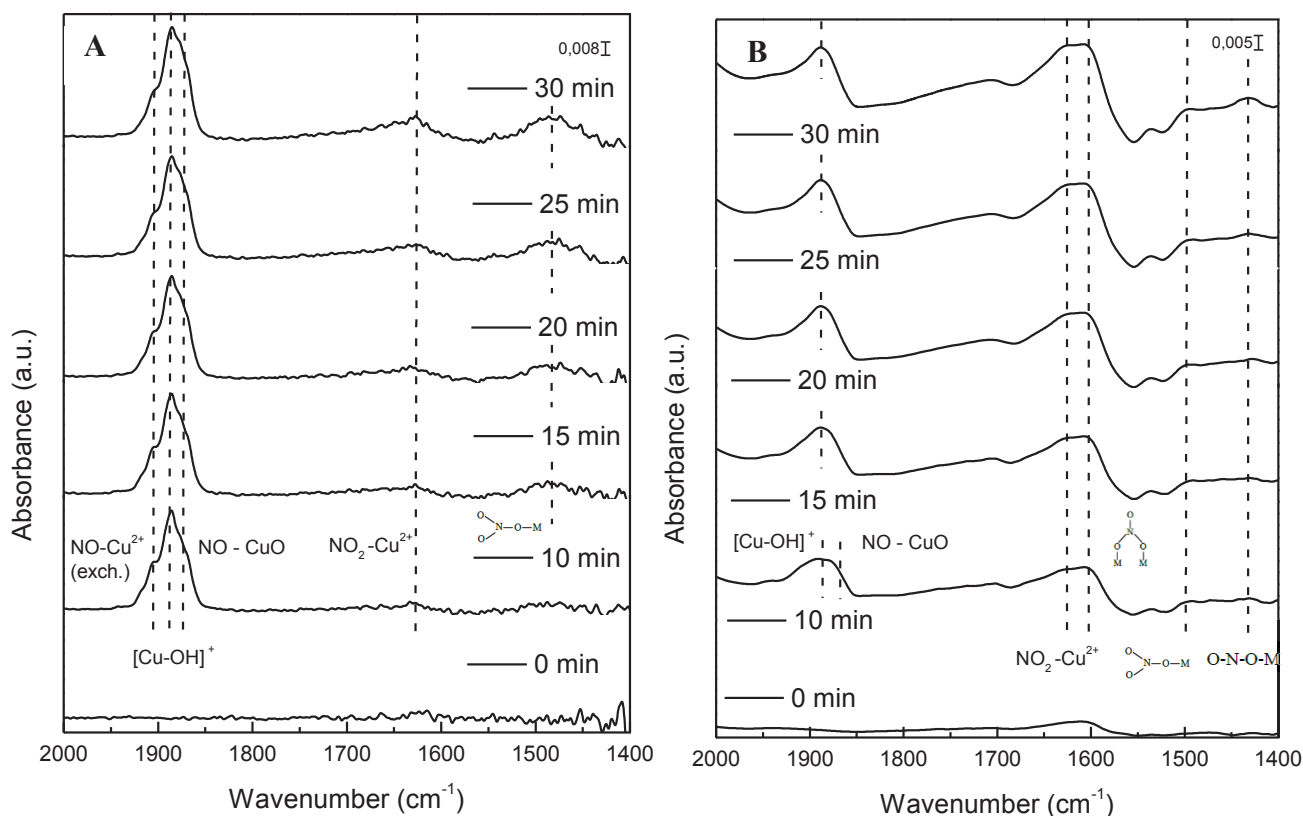 A
0,008
30 min
25 min
20 min
15 min
O
N—O—M
O
NO-Cu²⁺
(exch.)
NO - CuO
NO₂-Cu²⁺
10 min
[Cu-OH]⁺
0 min
2000 1900 1800 1700 1600 1500 1400
Wavenumber (cm⁻¹)
Absorbance (a.u.)
B
0,005
30 min
25 min
20 min
15 min
[Cu-OH]⁺
NO - CuO
O
N
O O
M M
10 min
NO₂-Cu²⁺
O
N—O—M
O
O-N-O-M
0 min
2000 1900 1800 1700 1600 1500 1400
Wavenumber (cm⁻¹)
Absorbance (a.u.)